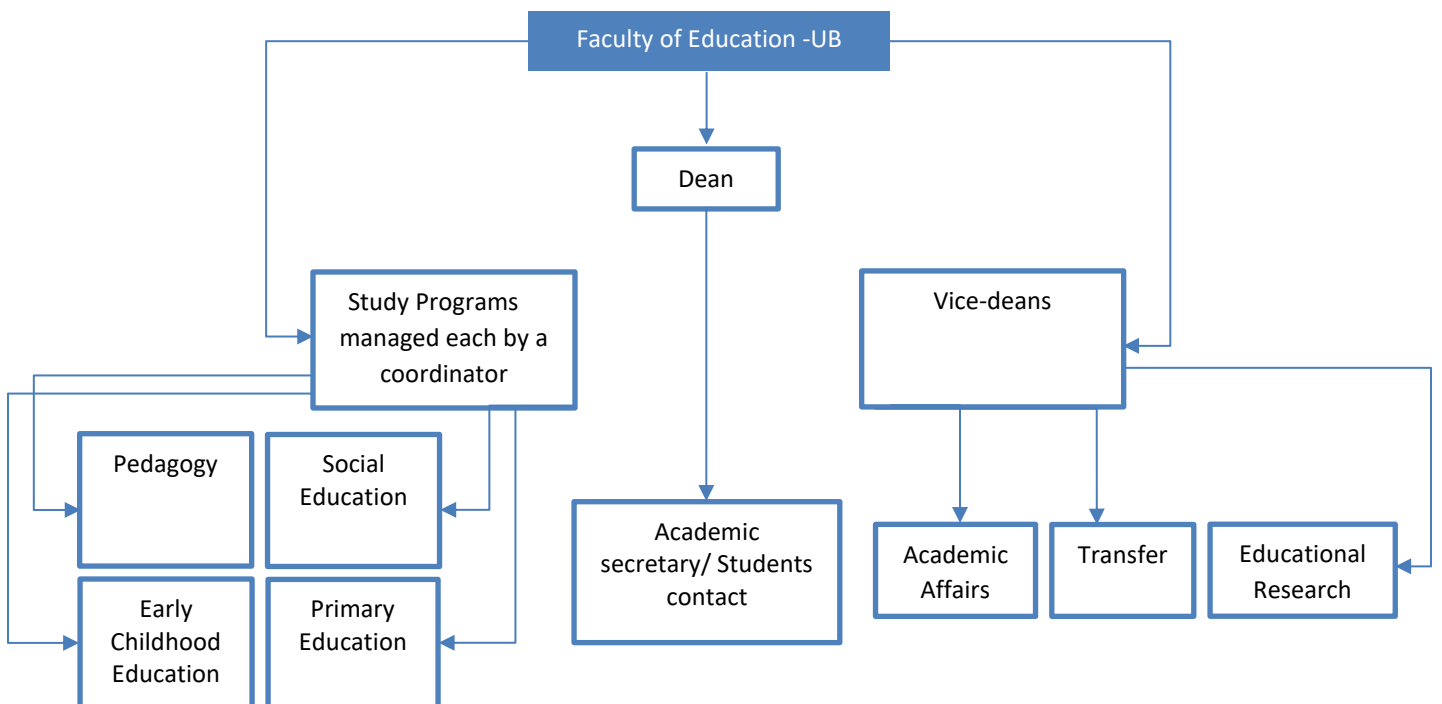 Faculty of Education -UB
Dean
Study Programs
managed each by a
coordinator
Vice-deans
Pedagogy
Social
Education
Academic
secretary/ Students
contact
Academic
Affairs
Transfer
Educational
Research
Early
Childhood
Education
Primary
Education